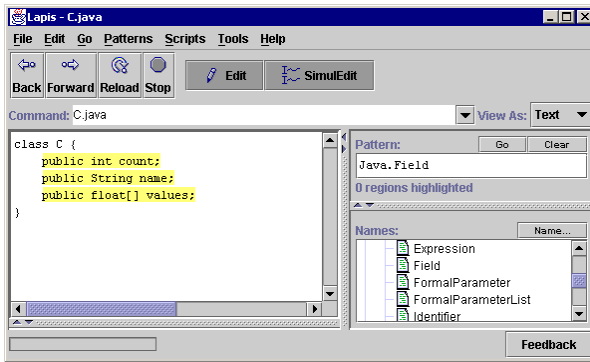 Lapis - C.java
File Edit Go Patterns Scripts Tools Help
Back Forward Reload Stop Edit SimulEdit
Command: C.java View As: Text
class C {
    public int count;
    public String name;
    public float[] values;
}
Pattern: Go Clear
Java.Field
0 regions highlighted
Names: Name...
Expression
Field
FormalParameter
FormalParameterList
Identifier
Feedback